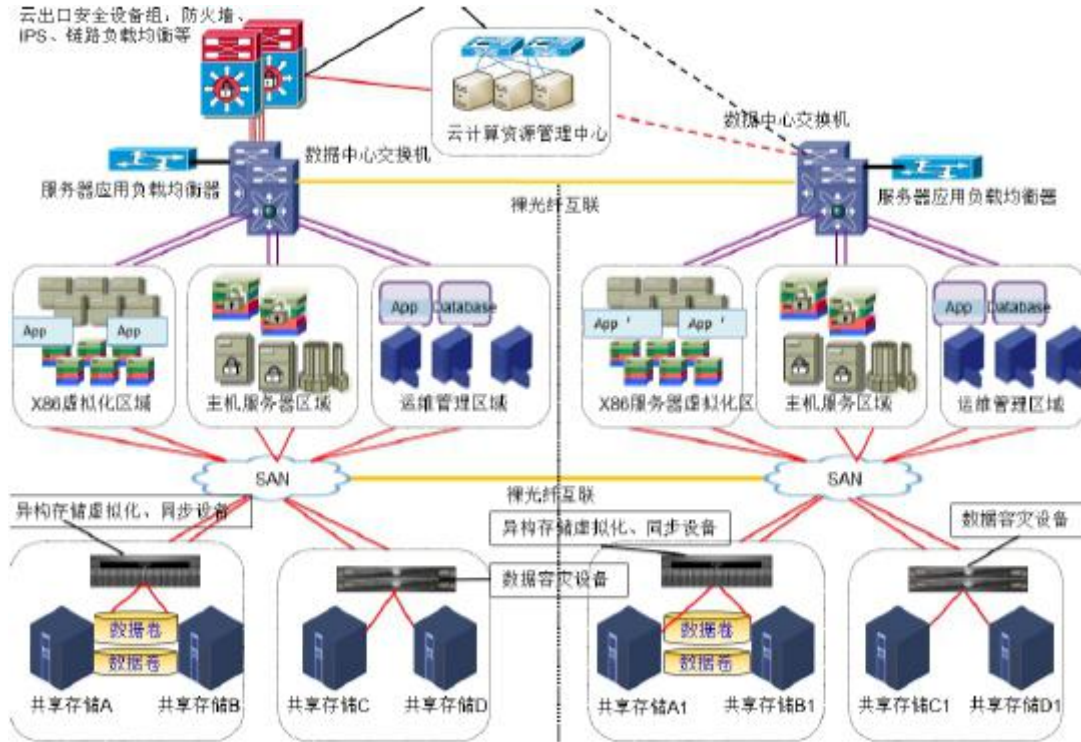 云出口安全设备组：防火墙、
IPS、链路负载均衡等
云计算资源管理中心
数据中心交换机
数据中心交换机
服务器应用负载均衡器
服务器应用负载均衡器
裸光纤互联
App
App
X86虚拟化区域
主机服务器区域
App
Database
运维管理区域
App '
App '
X86服务器虚拟化区
主机服务区域
App
Database
运维管理区域
SAN
SAN
裸光纤互联
异构存储虚拟化、同步设备
异构存储虚拟化、同步设备
数据容灾设备
数据容灾设备
数据卷
数据卷
数据卷
数据卷
共享存储A
共享存储B
共享存储C
共享存储D
共享存储A1
共享存储B1
共享存储C1
共享存储D1